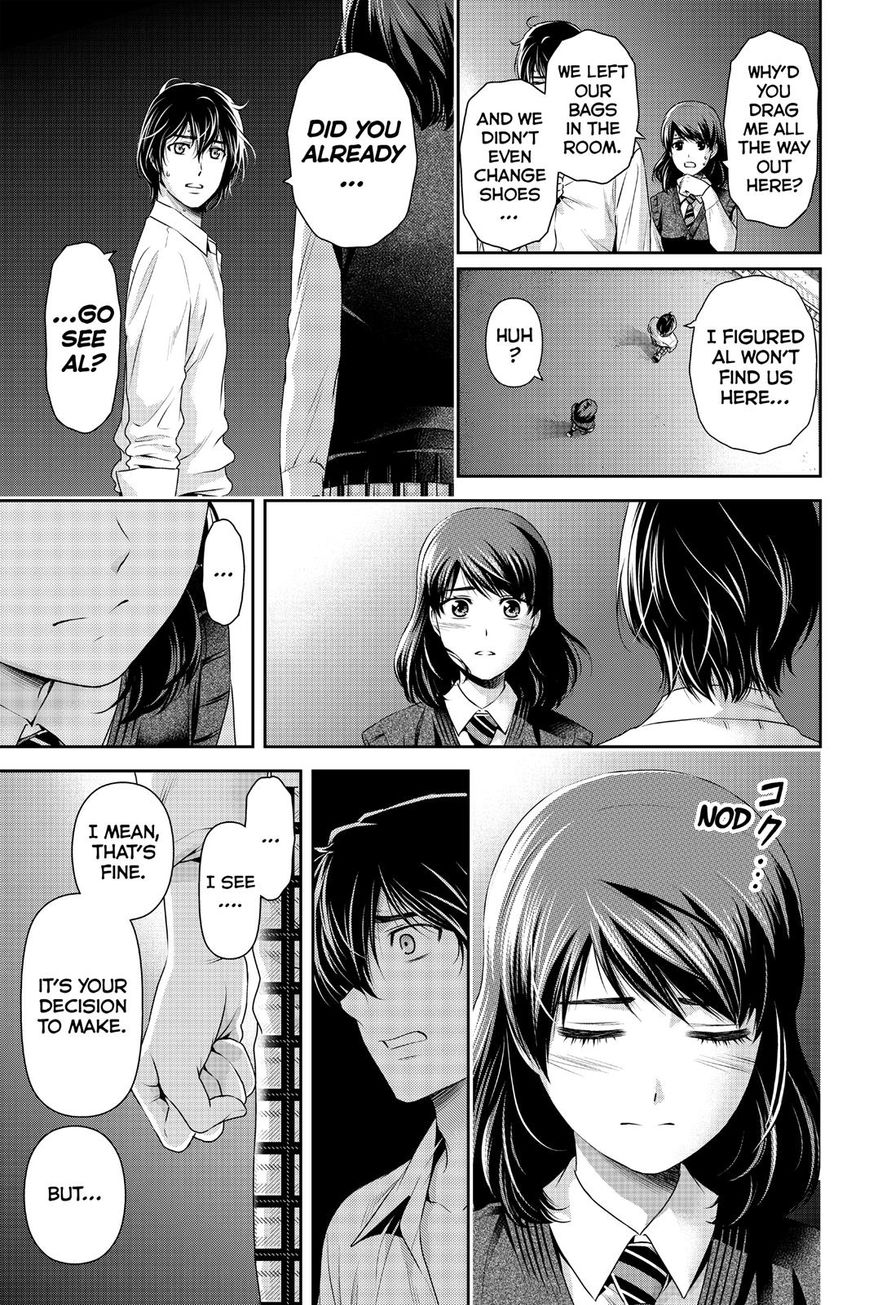 WHY'D
YOU
DRAG
ME ALL
THE WAY
OUT
HERE?
WE LEFT
OUR
BAGS
IN THE
ROOM.
AND WE
DIDN'T
EVEN
CHANGE
SHOES
...
I FIGURED
AL WON'T
FIND US
HERE...
HUH
?
DID YOU
ALREADY
...
...GO
SEE
AL?
...
NOD
コク…
...
I SEE
....
I MEAN,
THAT'S
FINE.
IT'S YOUR
DECISION
TO MAKE.
BUT...